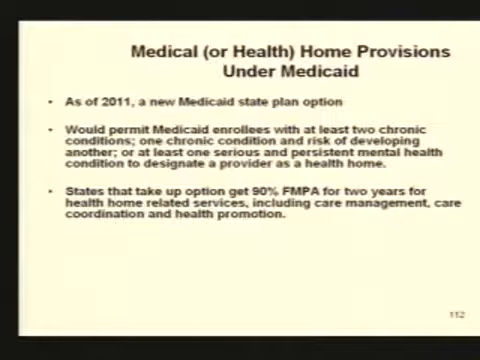 Medical (or Health) Home Provisions
Under Medicaid
• As of 2011, a new Medicaid state plan option
• Would permit Medicaid enrollees with at least two chronic
conditions; one chronic condition and risk of developing
another; or at least one serious and persistent mental health
condition to designate a provider as a health home.
• States that take up option get 90% FMPA for two years for
health home related services, including care management, care
coordination and health promotion.
112